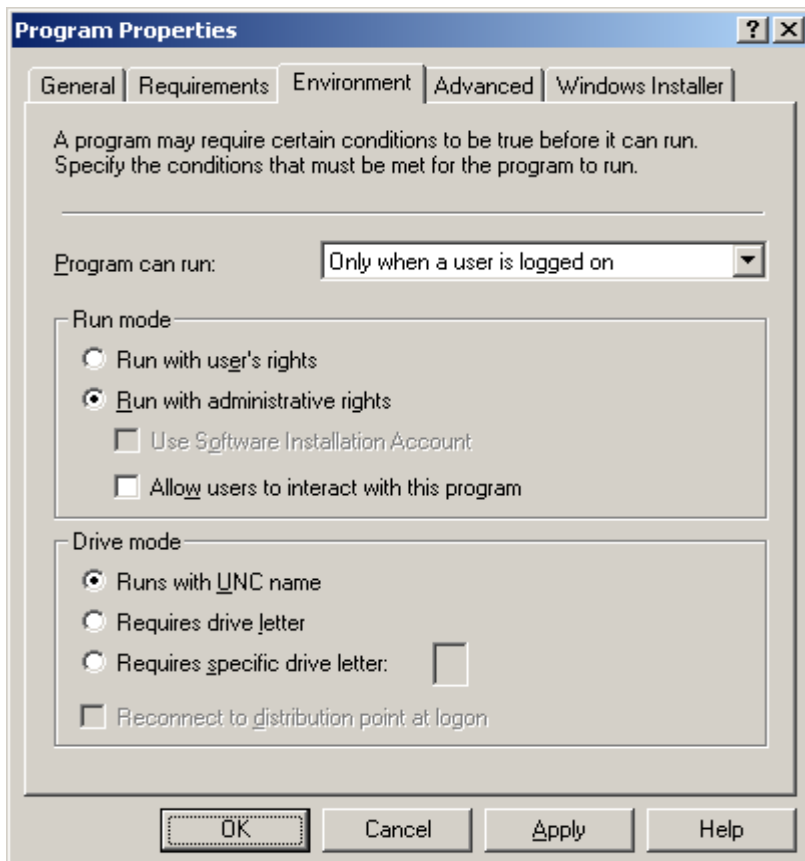 Program Properties
General Requirements Environment Advanced Windows Installer
A program may require certain conditions to be true before it can run.
Specify the conditions that must be met for the program to run.
Program can run: Only when a user is logged on
Run mode
Run with user's rights
Run with administrative rights
Use Software Installation Account
Allow users to interact with this program
Drive mode
Runs with UNC name
Requires drive letter
Requires specific drive letter:
Reconnect to distribution point at logon
OK Cancel Apply Help